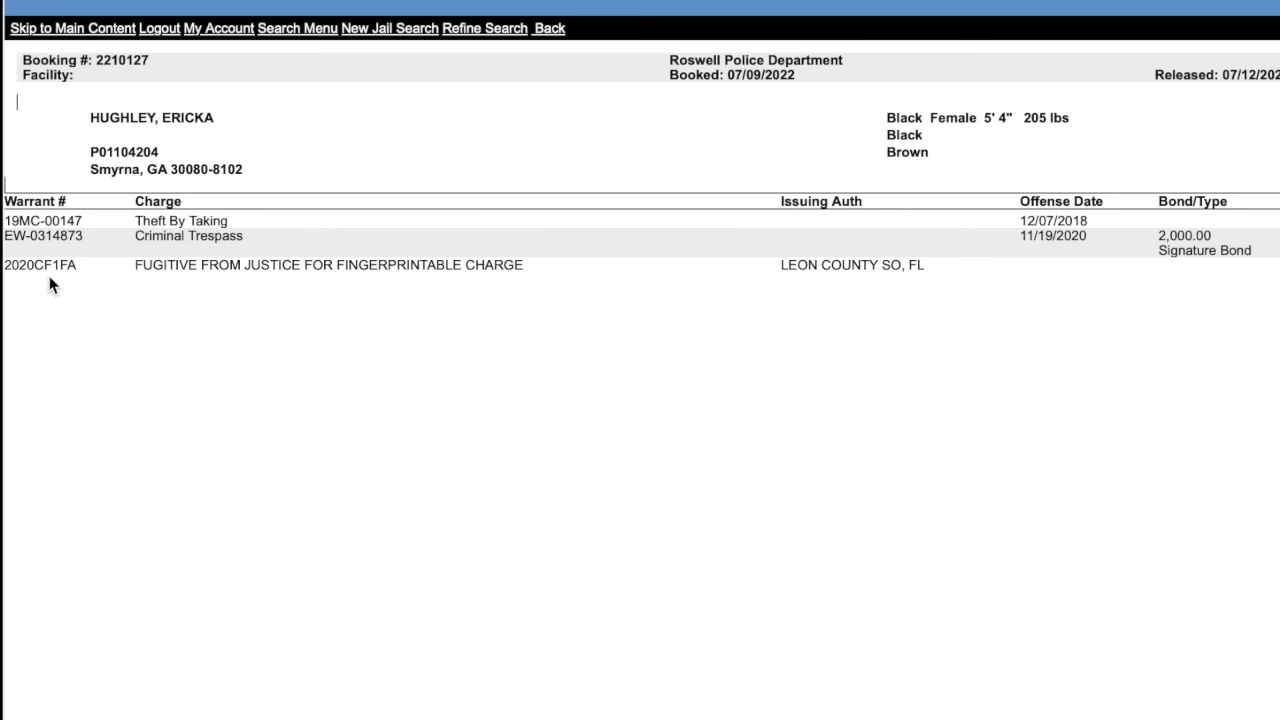 Skip to Main Content Logout My Account Search Menu New Jail Search Refine Search Back
Booking #: 2210127 Roswell Police Department
Facility: Booked: 07/09/2022 Released: 07/12/202
HUGHLEY, ERICKA Black Female 5' 4" 205 lbs
Black
P01104204 Brown
Smyrna, GA 30080-8102
Warrant # Charge Issuing Auth Offense Date Bond/Type
19MC-00147 Theft By Taking 12/07/2018
EW-0314873 Criminal Trespass 11/19/2020 2,000.00
Signature Bond
2020CF1FA FUGITIVE FROM JUSTICE FOR FINGERPRINTABLE CHARGE LEON COUNTY SO, FL